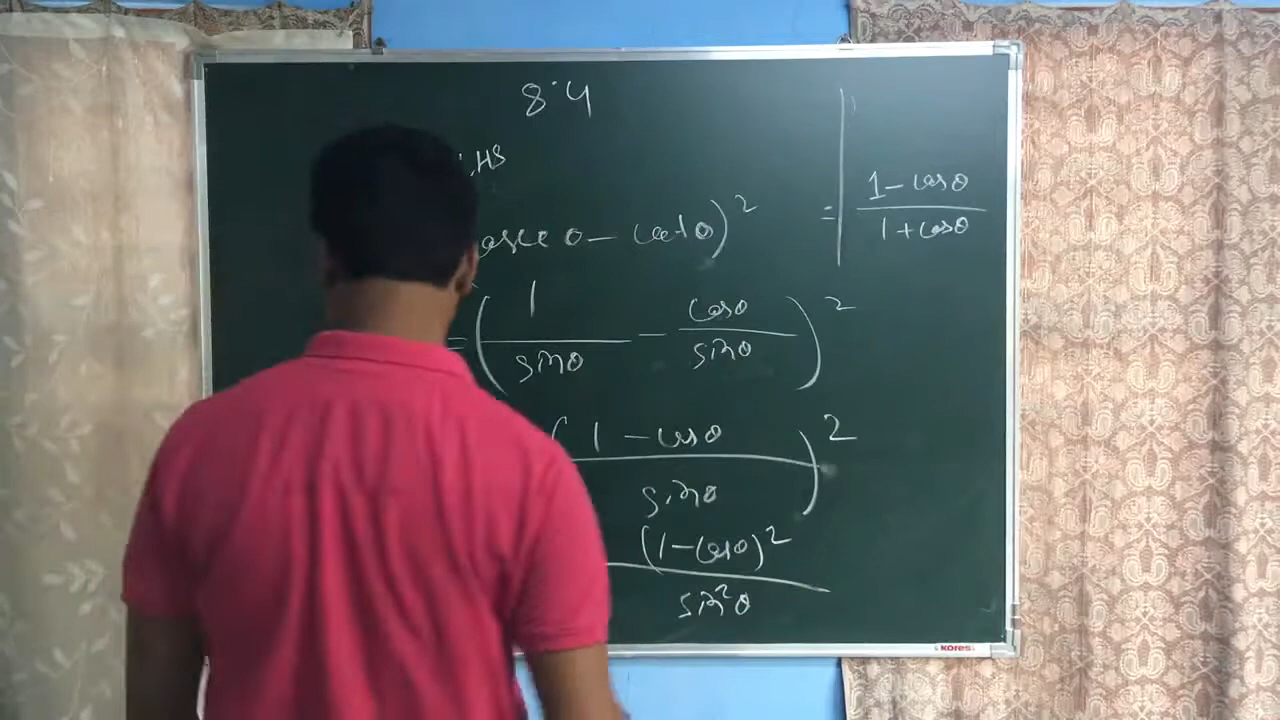 8.4
LHS
cosec θ – cot θ)²
= 1 – cos θ / 1 + cos θ
= ( 1 / sin θ – cos θ / sin θ )²
( 1 – cos θ / sin θ )²
(1 – cos θ)² / sin² θ
kores